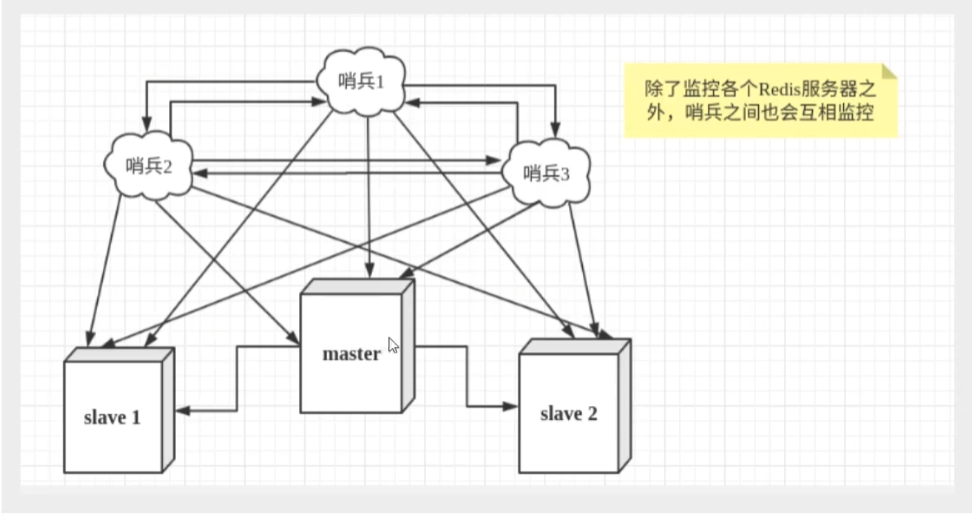 哨兵1
除了监控各个Redis服务器之
外，哨兵之间也会互相监控
哨兵2
哨兵3
master
slave 1
slave 2